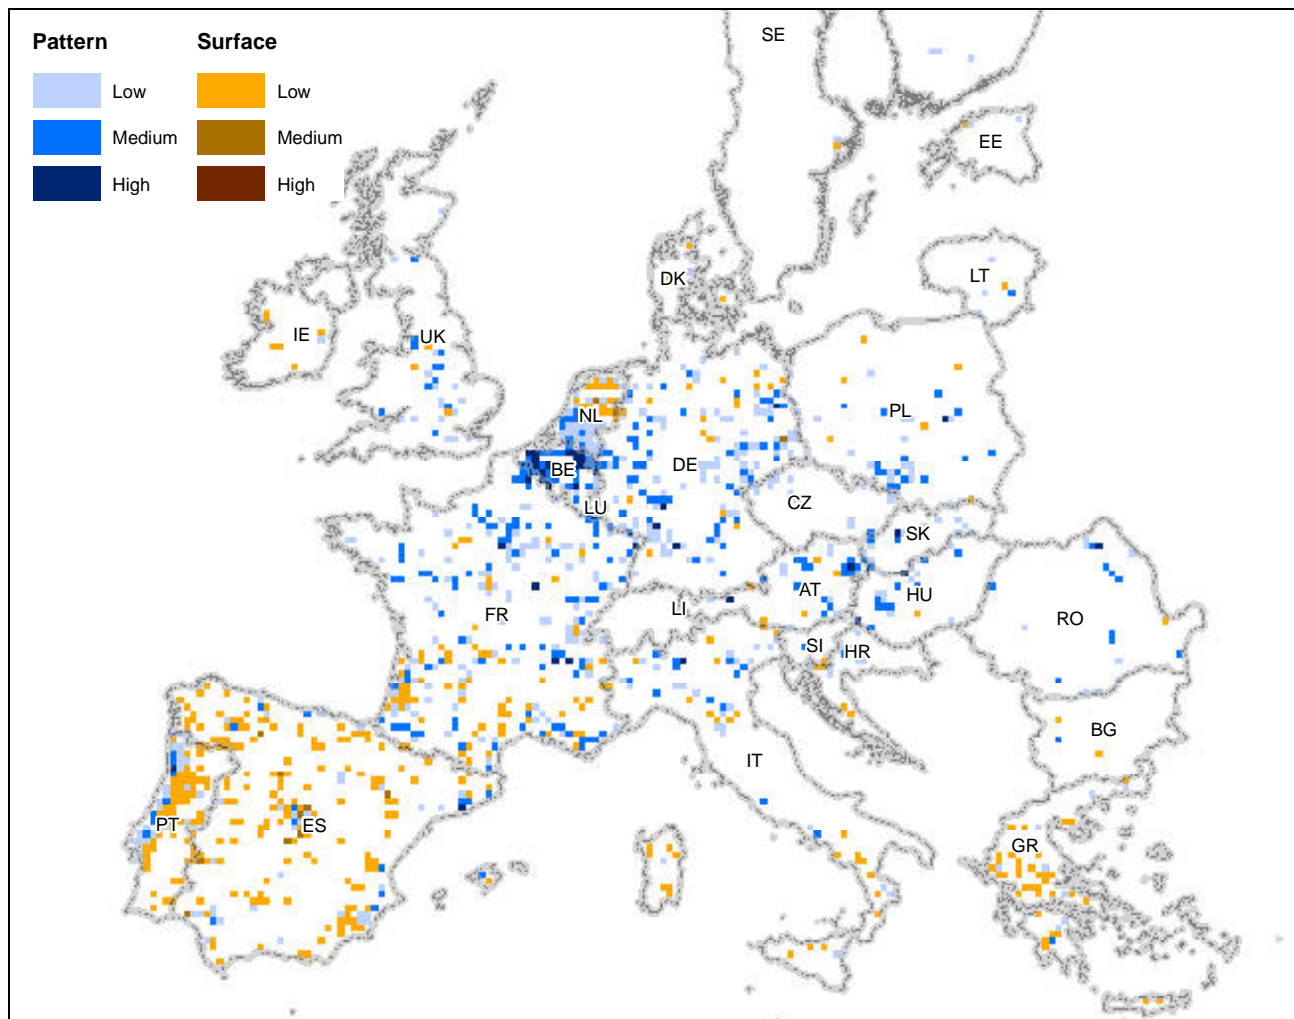 Pattern Surface
Low Low
Medium Medium
High High
SE
EE
LT
DK
IE
UK
NL
PL
BE
DE
LU
CZ
SK
AT
HU
FR
LI
RO
SI
HR
BG
IT
PT
ES
GR